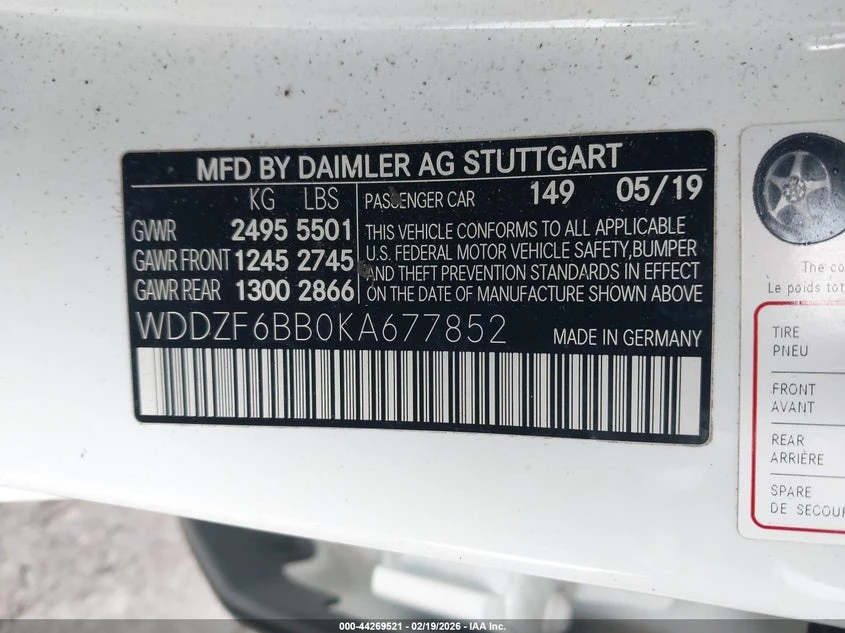 MFD BY DAIMLER AG STUTTGART
KG LBS
GVWR 2495 5501
GAWR FRONT 1245 2745
GAWR REAR 1300 2866
PASSENGER CAR 149 05/19
THIS VEHICLE CONFORMS TO ALL APPLICABLE
U.S. FEDERAL MOTOR VEHICLE SAFETY,BUMPER
AND THEFT PREVENTION STANDARDS IN EFFECT
ON THE DATE OF MANUFACTURE SHOWN ABOVE
WDDZF6BB0KA677852 MADE IN GERMANY
The co
Le poids tot
TIRE
PNEU
FRONT
AVANT
REAR
ARRIÈRE
SPARE
DE SECOUR
000-44269521 - 02/19/2026 - IAA Inc.